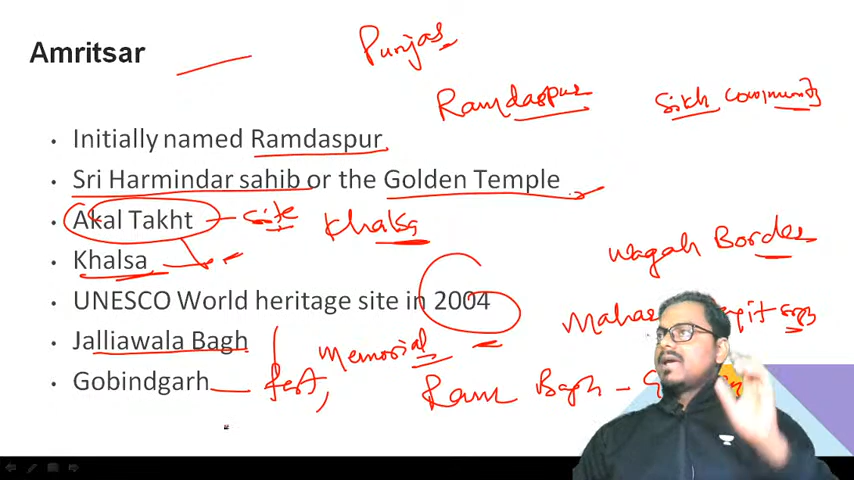 Amritsar
Punjab
Ramdaspur
Sikh community
Initially named Ramdaspur
Sri Harmindar sahib or the Golden Temple
Akal Takht
site
Khalsa
Khalsa
Wagah Border
UNESCO World heritage site in 2004
Jalliawala Bagh
Memorial
Gobindgarh
fort,
Ram Bagh -